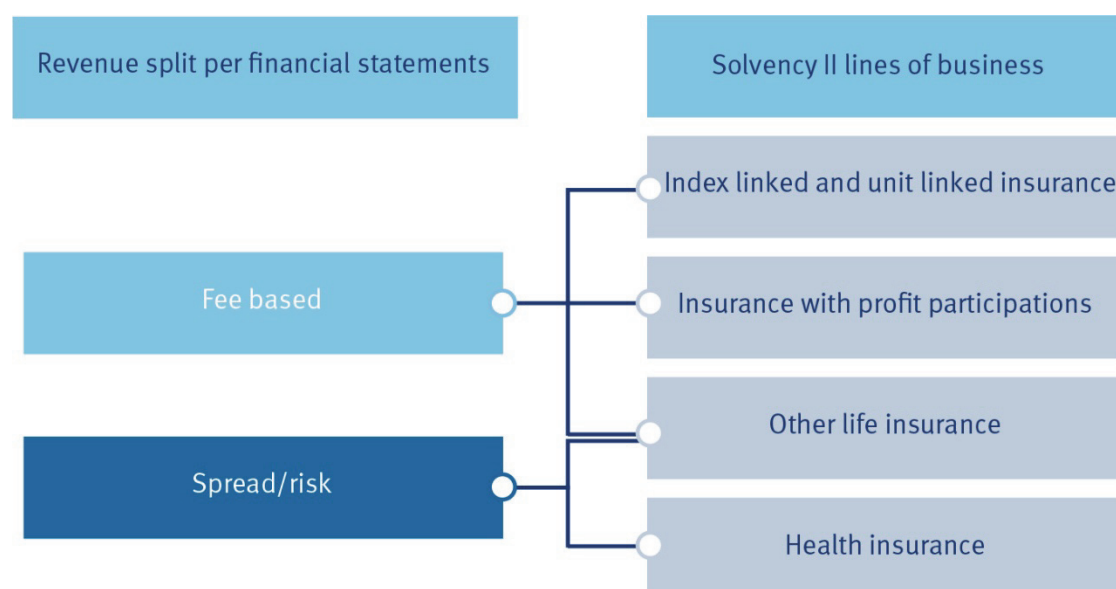 Revenue split per financial statements
Solvency II lines of business
Index linked and unit linked insurance
Fee based
Insurance with profit participations
Other life insurance
Spread/risk
Health insurance